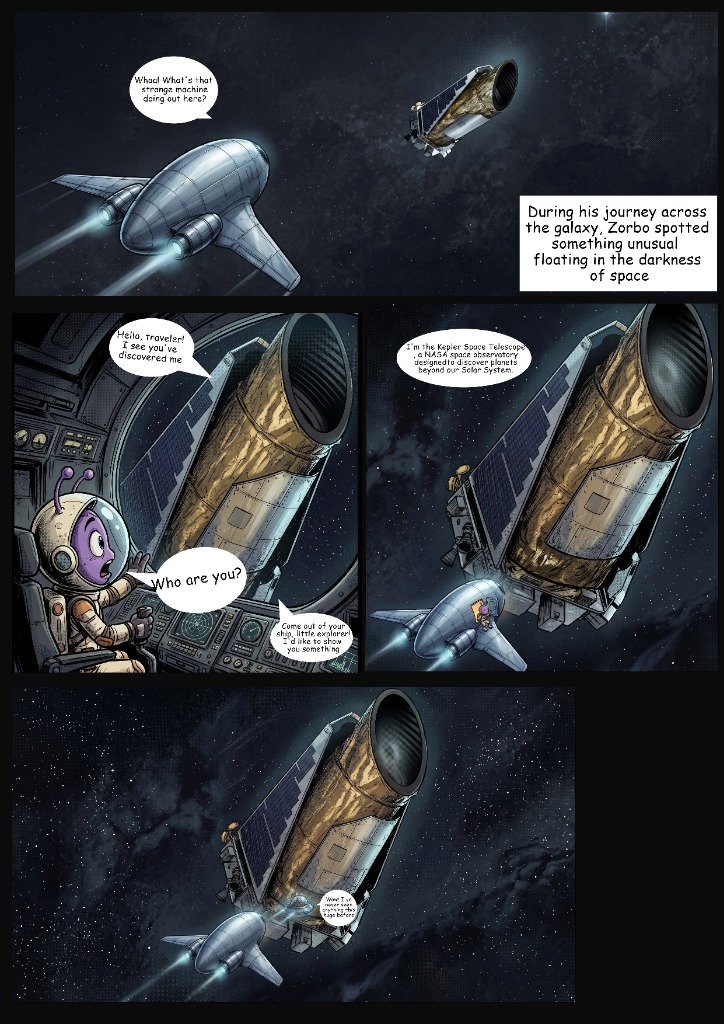 Whoa! What's that
strange machine
doing out here?
During his journey across
the galaxy, Zorbo spotted
something unusual
floating in the darkness
of space
Hello, traveler!
I see you've
discovered me
Who are you?
Come out of your
ship, little explorer!
I'd like to show
you something
I'm the Kepler Space Telescope
, a NASA space observatory
designedto discover planets
beyond our Solar System.
Wow! I've
never seen
anything this
huge before